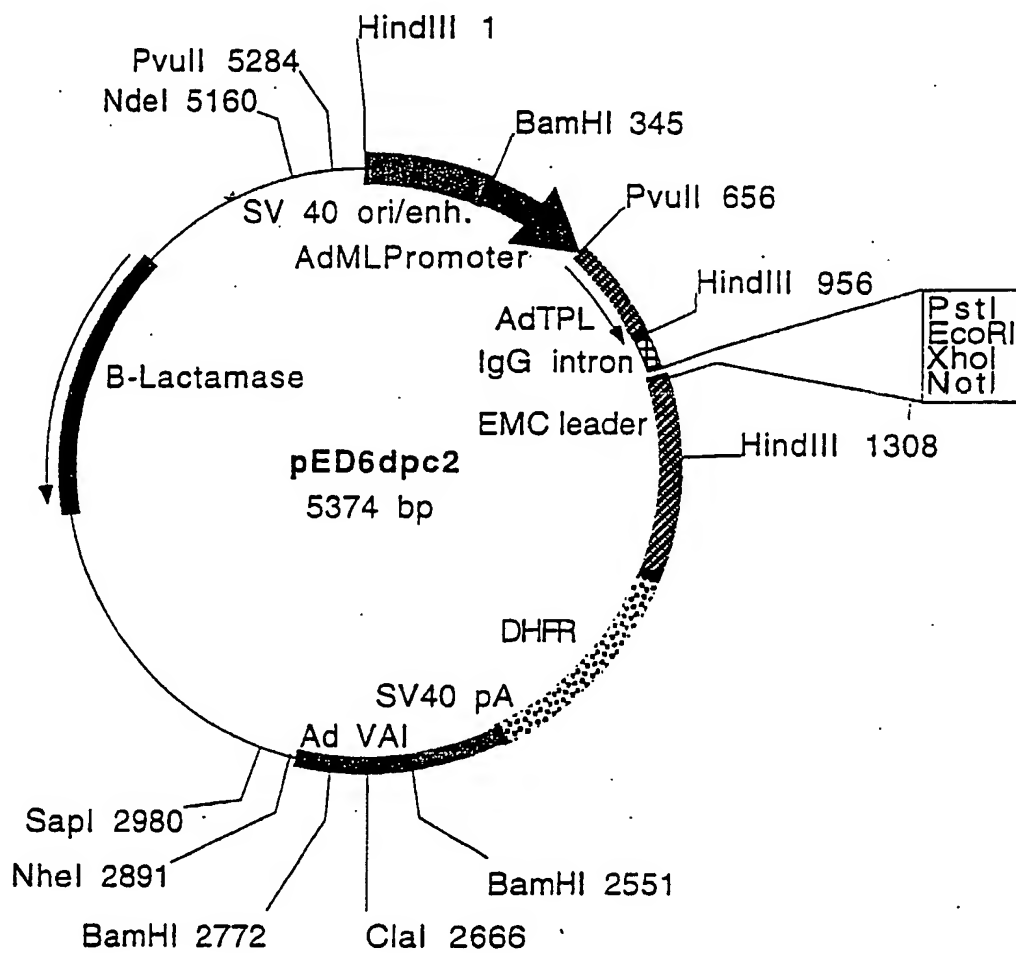 HindIII 1
PvuII 5284
NdeI 5160
BamHI 345
SV 40 ori/enh.
PvuII 656
AdMLPromoter
HindIII 956
PstI
EcoRI
XhoI
NotI
AdTPL
IgG intron
B-Lactamase
EMC leader
HindIII 1308
pED6dpc2
5374 bp
DHFR
SV40 pA
Ad VAI
SapI 2980
NheI 2891
BamHI 2551
BamHI 2772
ClaI 2666